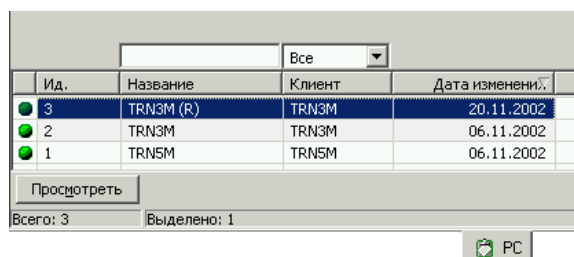 Все
Ид. Название Клиент Дата изменени
3 TRN3M (R) TRN3M 20.11.2002
2 TRN3M TRN3M 06.11.2002
1 TRN5M TRN5M 06.11.2002
Просмотреть
Всего: 3 Выделено: 1
РС